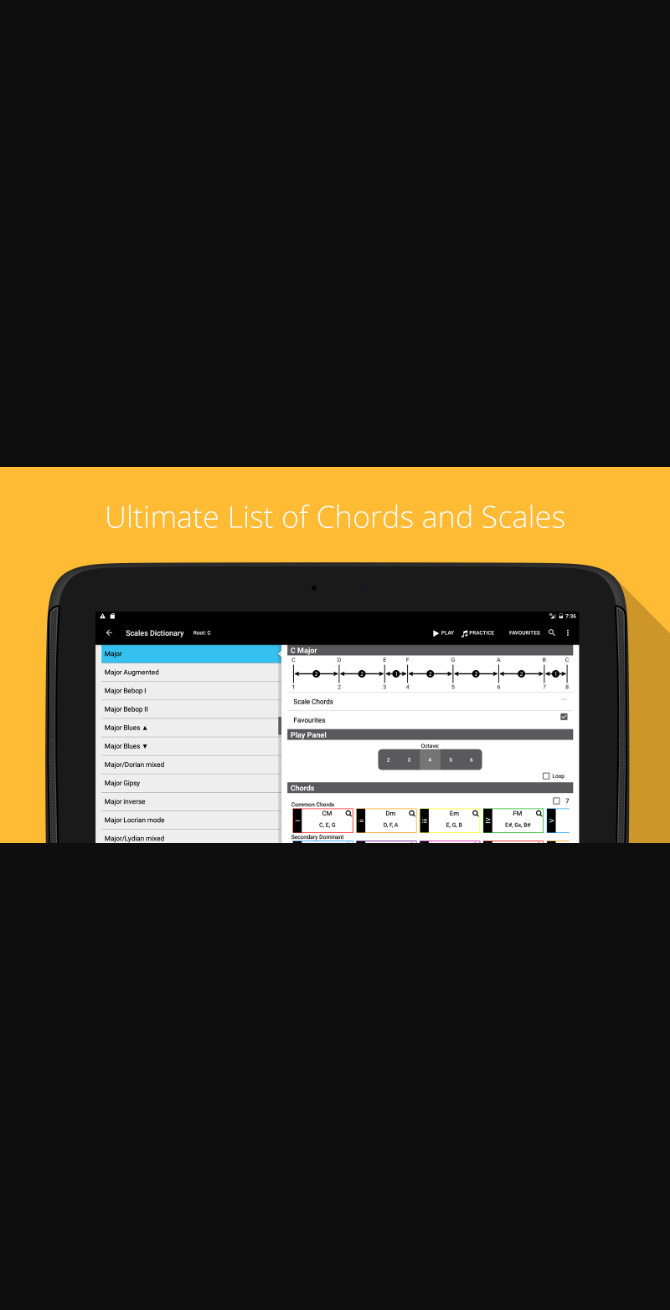 Ultimate List of Chords and Scales
7:36
Scales Dictionary Root: C PLAY PRACTICE FAVOURITES
Major
Major Augmented
Major Bebop I
Major Bebop II
Major Blues ▲
Major Blues ▼
Major/Dorian mixed
Major Gipsy
Major inverse
Major Locrian mode
Major/Lydian mixed
C Major
C D E F G A B C
2 2 1 2 2 2 1
1 2 3 4 5 6 7 8
Scale Chords ...
Favourites
Play Panel
Octave:
2 3 4 5 6
Loop
Chords
Common Chords 7
I CM ii Dm iii Em IV FM V
C, E, G D, F, A E, G, B E#, Gx, B#
Secondary Dominant